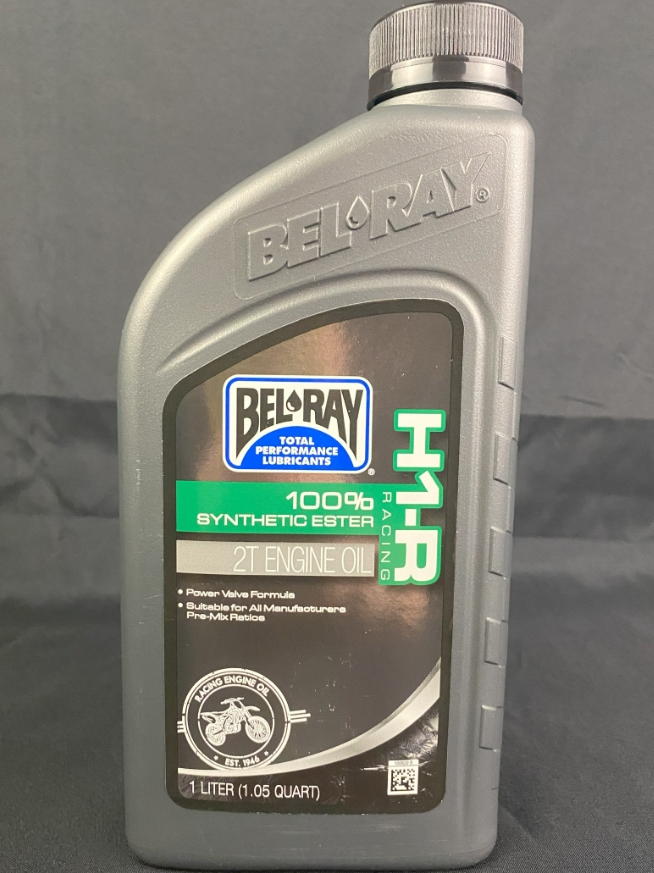 BEL RAY®
BEL RAY
TOTAL
PERFORMANCE
LUBRICANTS
®
H1-R
RACING
100%
SYNTHETIC ESTER
2T ENGINE OIL
• Power Valve Formula
• Suitable for All Manufacturers
Pre-Mix Ratios
RACING ENGINE OIL
• EST. 1946 •
1 LITER (1.05 QUART)